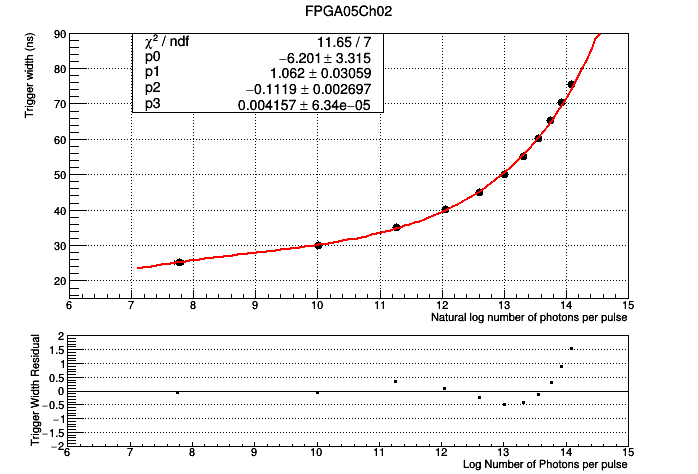 FPGA05Ch02
χ² / ndf 11.65 / 7
p0 −6.201 ± 3.315
p1 1.062 ± 0.03059
p2 −0.1119 ± 0.002697
p3 0.004157 ± 6.34e−05
Trigger width (ns)
90
80
70
60
50
40
30
20
6 7 8 9 10 11 12 13 14 15
Natural log number of photons per pulse
Trigger Width Residual
2
1.5
1
0.5
0
−0.5
−1
−1.5
−2
6 7 8 9 10 11 12 13 14 15
Log Number of Photons per pulse